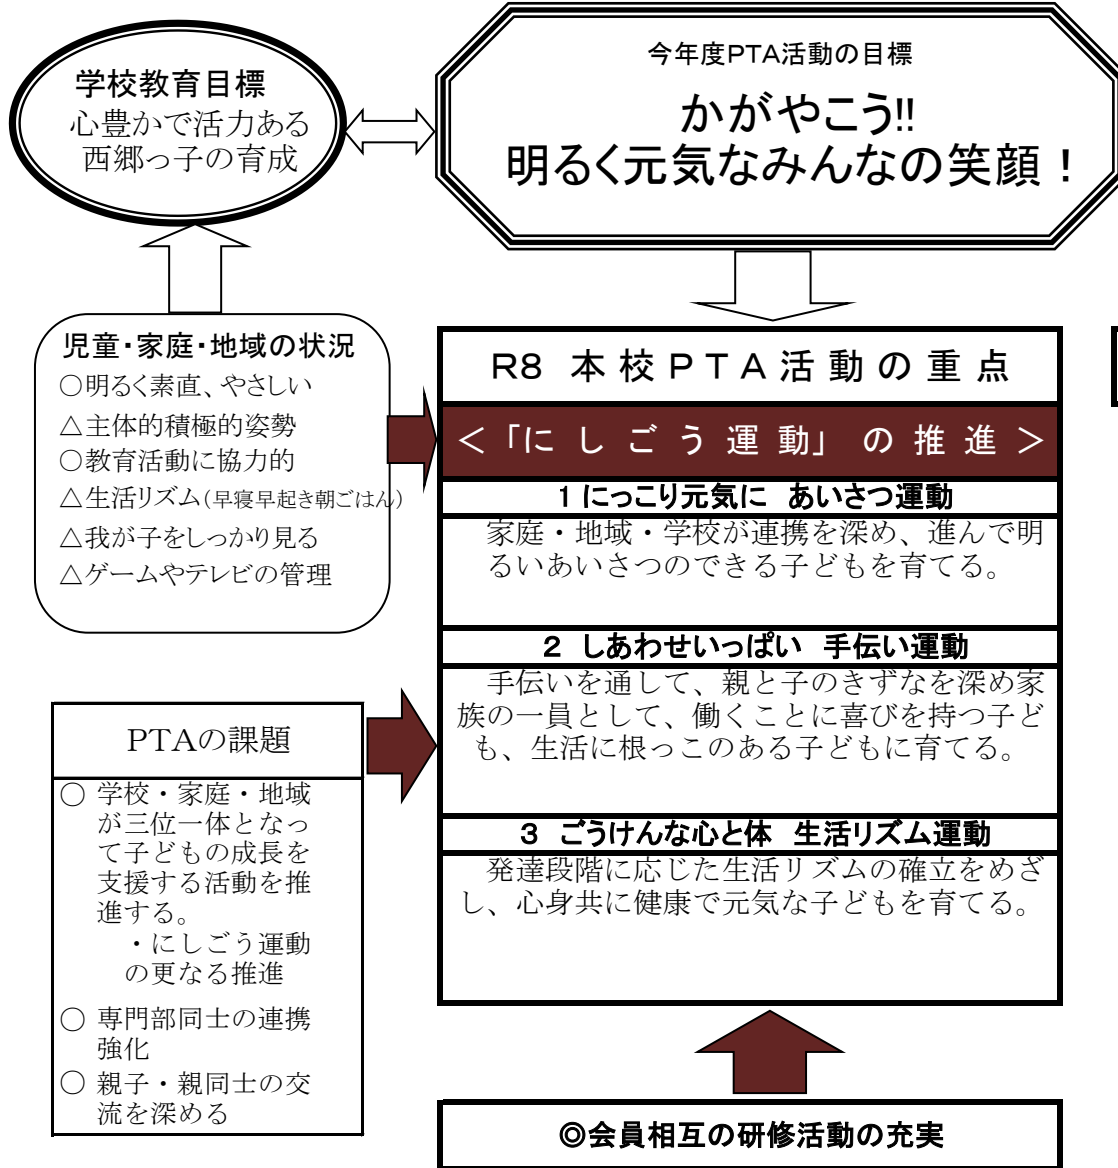 学校教育目標
心豊かで活力ある
西郷っ子の育成
今年度PTA活動の目標
かがやこう!!
明るく元気なみんなの笑顔！
児童・家庭・地域の状況
○明るく素直、やさしい
△主体的積極的姿勢
○教育活動に協力的
△生活リズム(早寝早起き朝ごはん)
△我が子をしっかり見る
△ゲームやテレビの管理
R8 本校ＰＴＡ活動の重点
＜「にしごう運動」の推進＞
1 にっこり元気に　あいさつ運動
家庭・地域・学校が連携を深め、進んで明
るいあいさつのできる子どもを育てる。
２ しあわせいっぱい　手伝い運動
手伝いを通して、親と子のきずなを深め家
族の一員として、働くことに喜びを持つ子ど
も、生活に根っこのある子どもに育てる。
３ ごうけんな心と体　生活リズム運動
発達段階に応じた生活リズムの確立をめざ
し、心身共に健康で元気な子どもを育てる。
PTAの課題
○ 学校・家庭・地域
が三位一体となっ
て子どもの成長を
支援する活動を推
進する。
・にしごう運動
の更なる推進
○ 専門部同士の連携
強化
○ 親子・親同士の交
流を深める
◎会員相互の研修活動の充実